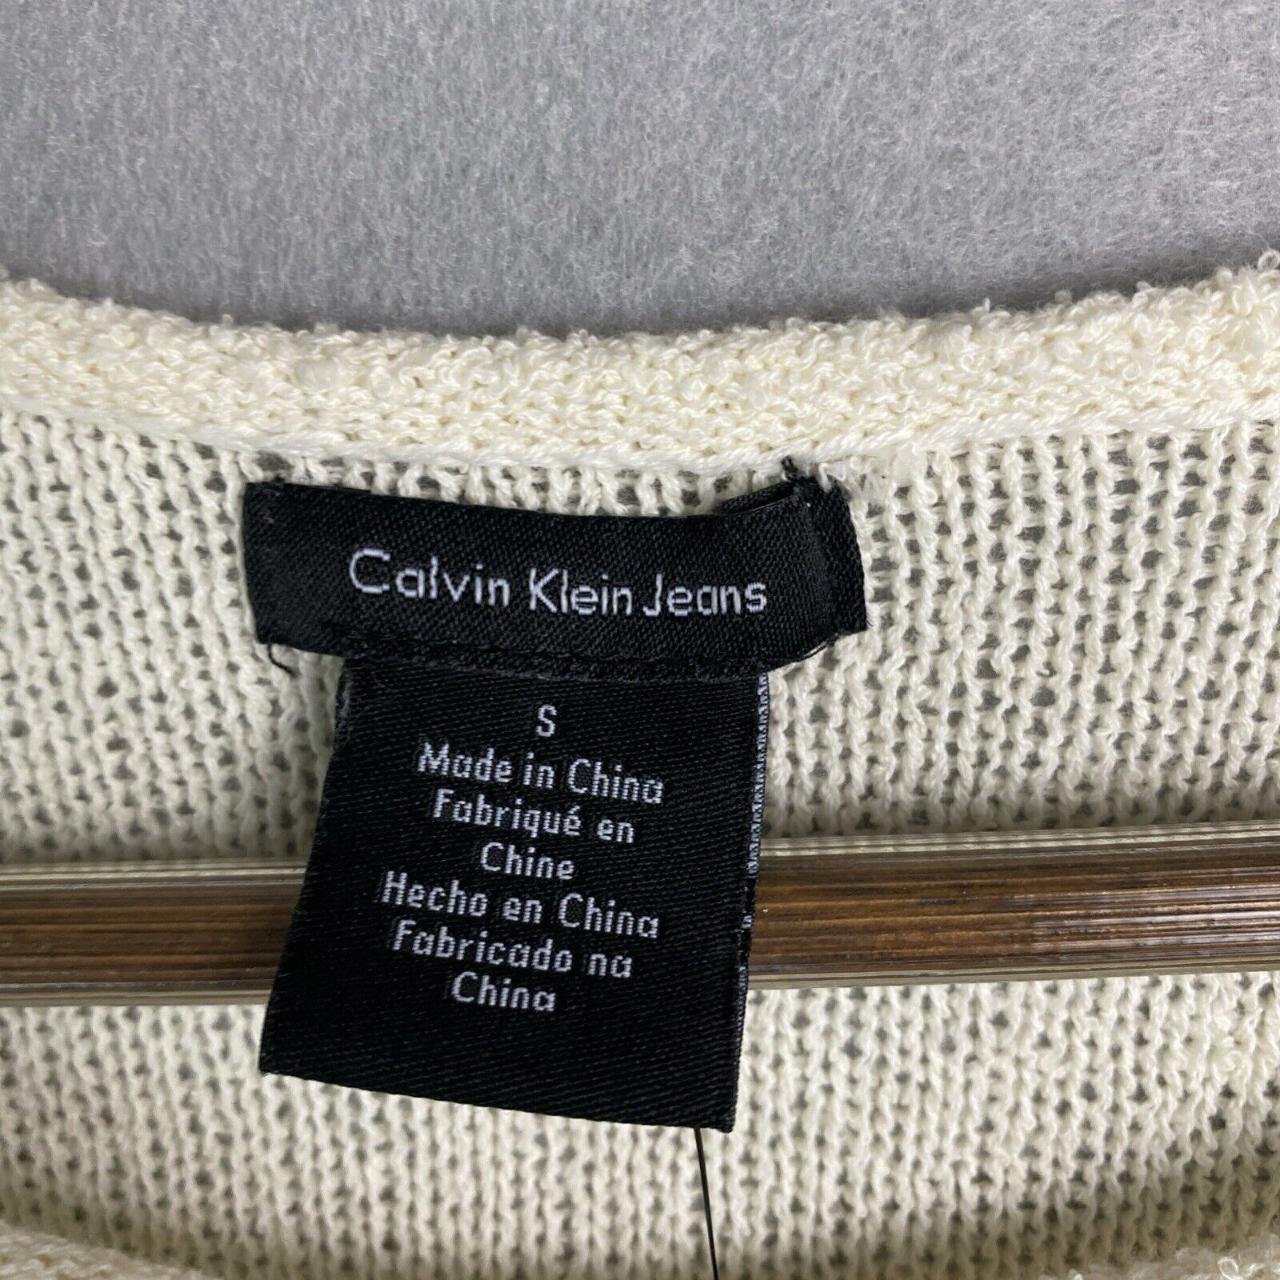 Calvin Klein Jeans
S
Made in China
Fabriqué en
Chine
Hecho en China
Fabricado na
China